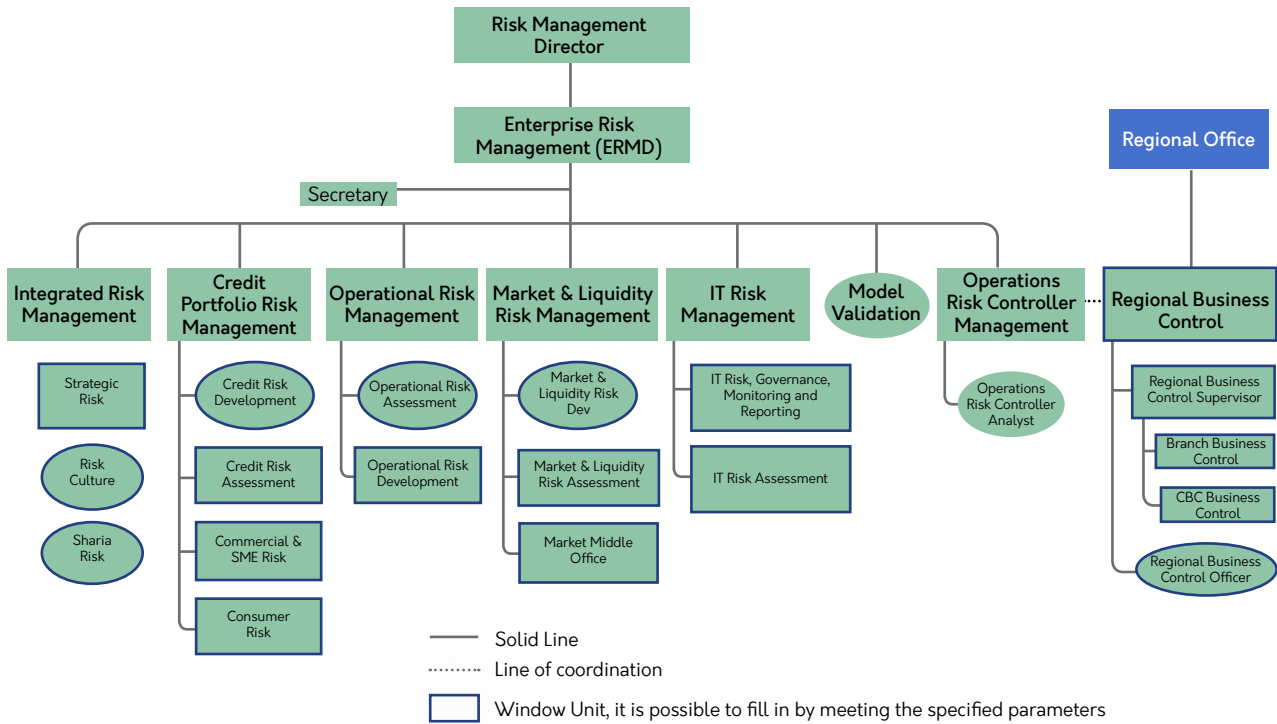 Risk Management
Director
Enterprise Risk
Management (ERMD)
Regional Office
Secretary
Integrated Risk
Management
Credit
Portfolio Risk
Management
Operational Risk
Management
Market & Liquidity
Risk Management
IT Risk
Management
Model
Validation
Operations
Risk Controller
Management
Regional Business
Control
Strategic
Risk
Risk
Culture
Sharia
Risk
Credit Risk
Development
Credit Risk
Assessment
Commercial &
SME Risk
Consumer
Risk
Operational Risk
Assessment
Operational Risk
Development
Market &
Liquidity Risk
Dev
Market & Liquidity
Risk Assessment
Market Middle
Office
IT Risk, Governance,
Monitoring and
Reporting
IT Risk Assessment
Operations
Risk Controller
Analyst
Regional Business
Control Supervisor
Branch Business
Control
CBC Business
Control
Regional Business
Control Officer
Solid Line
Line of coordination
Window Unit, it is possible to fill in by meeting the specified parameters